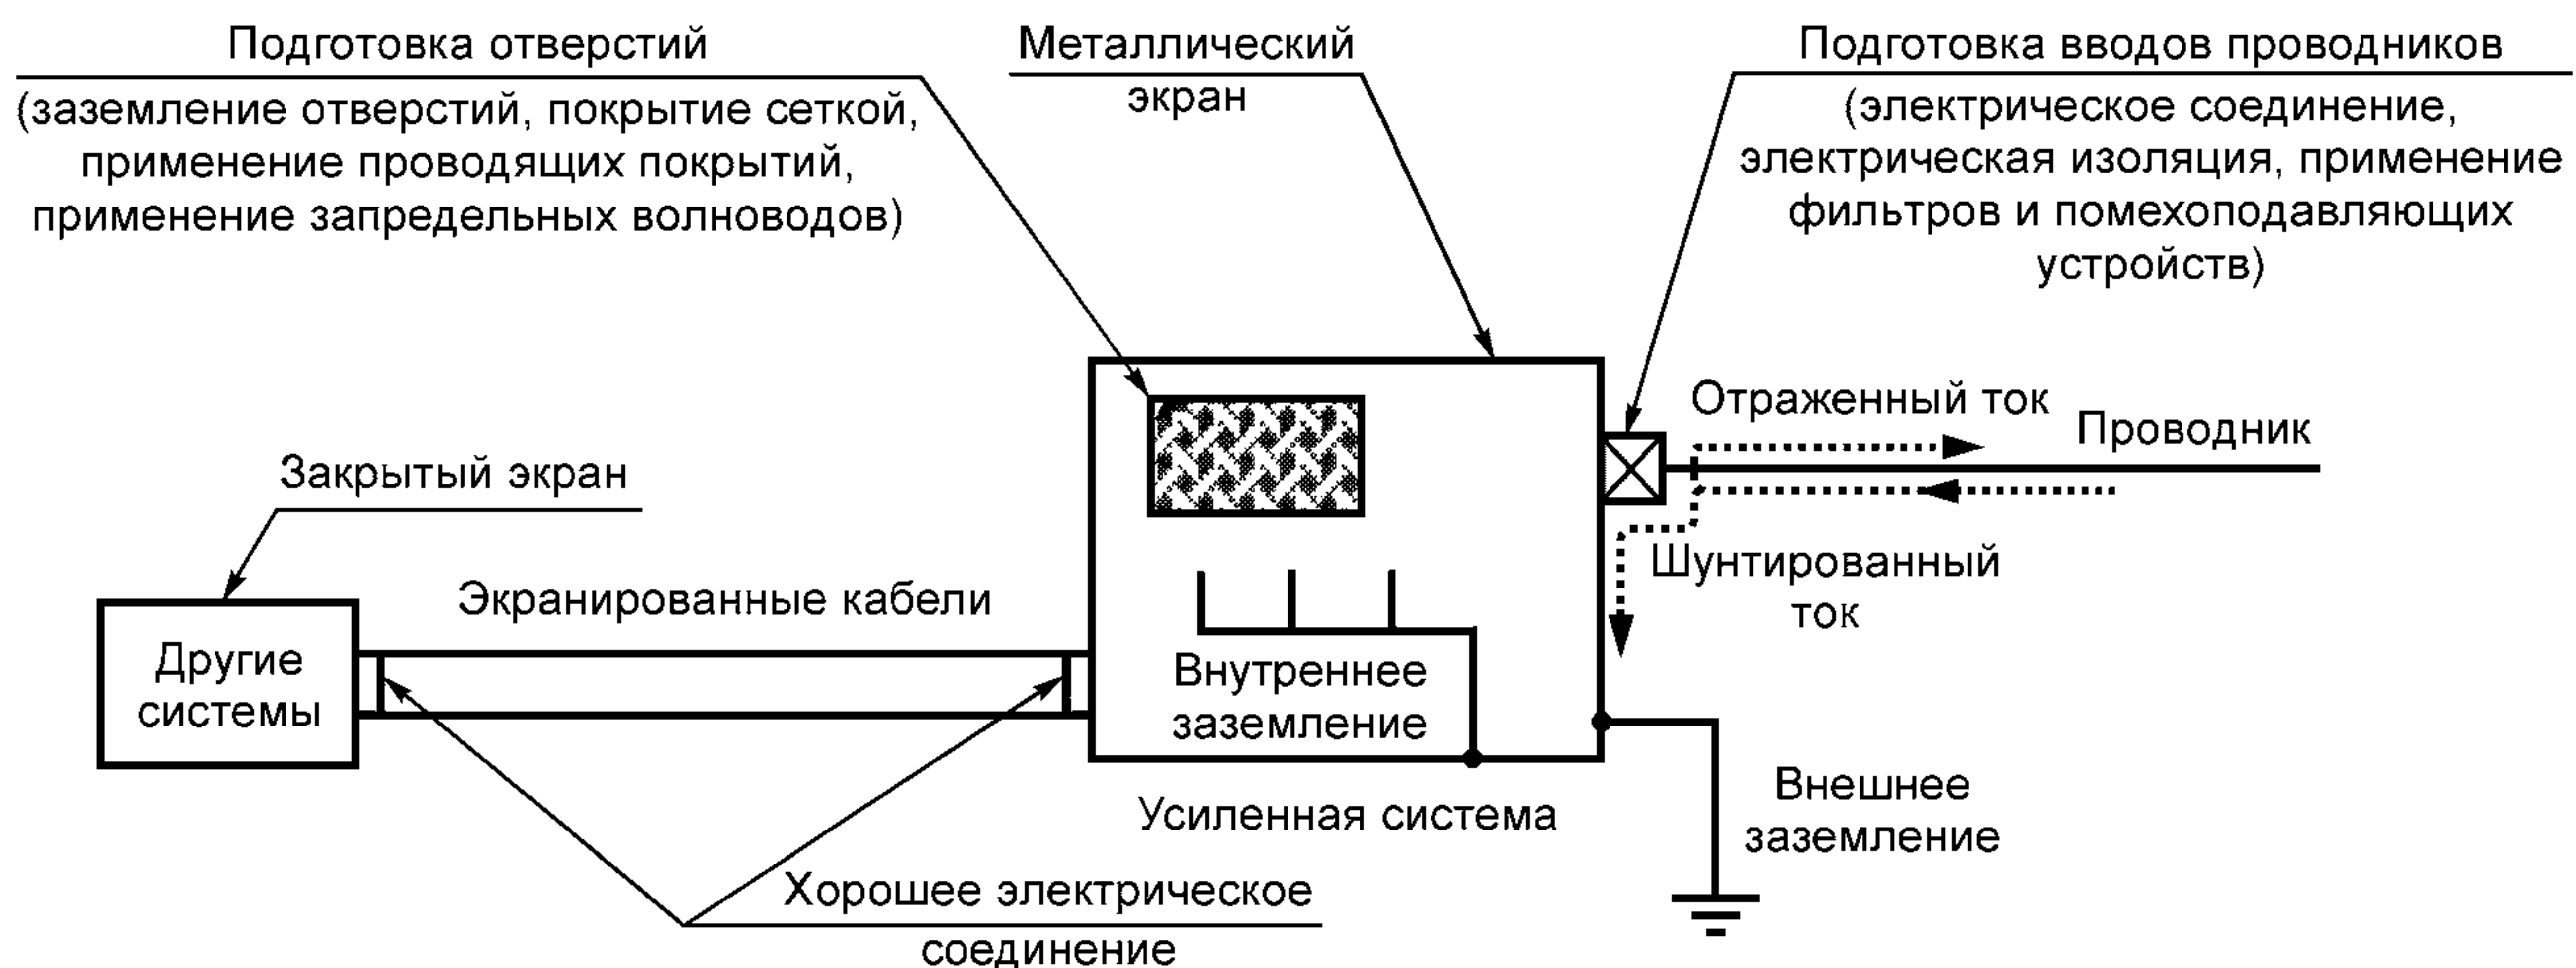 Подготовка отверстий
(заземление отверстий, покрытие сеткой,
применение проводящих покрытий,
применение запредельных волноводов)
Металлический
экран
Подготовка вводов проводников
(электрическое соединение,
электрическая изоляция, применение
фильтров и помехоподавляющих
устройств)
Отраженный ток
Проводник
Закрытый экран
Шунтированный
ток
Экранированные кабели
Другие
системы
Внутреннее
заземление
Усиленная система
Внешнее
заземление
Хорошее электрическое
соединение